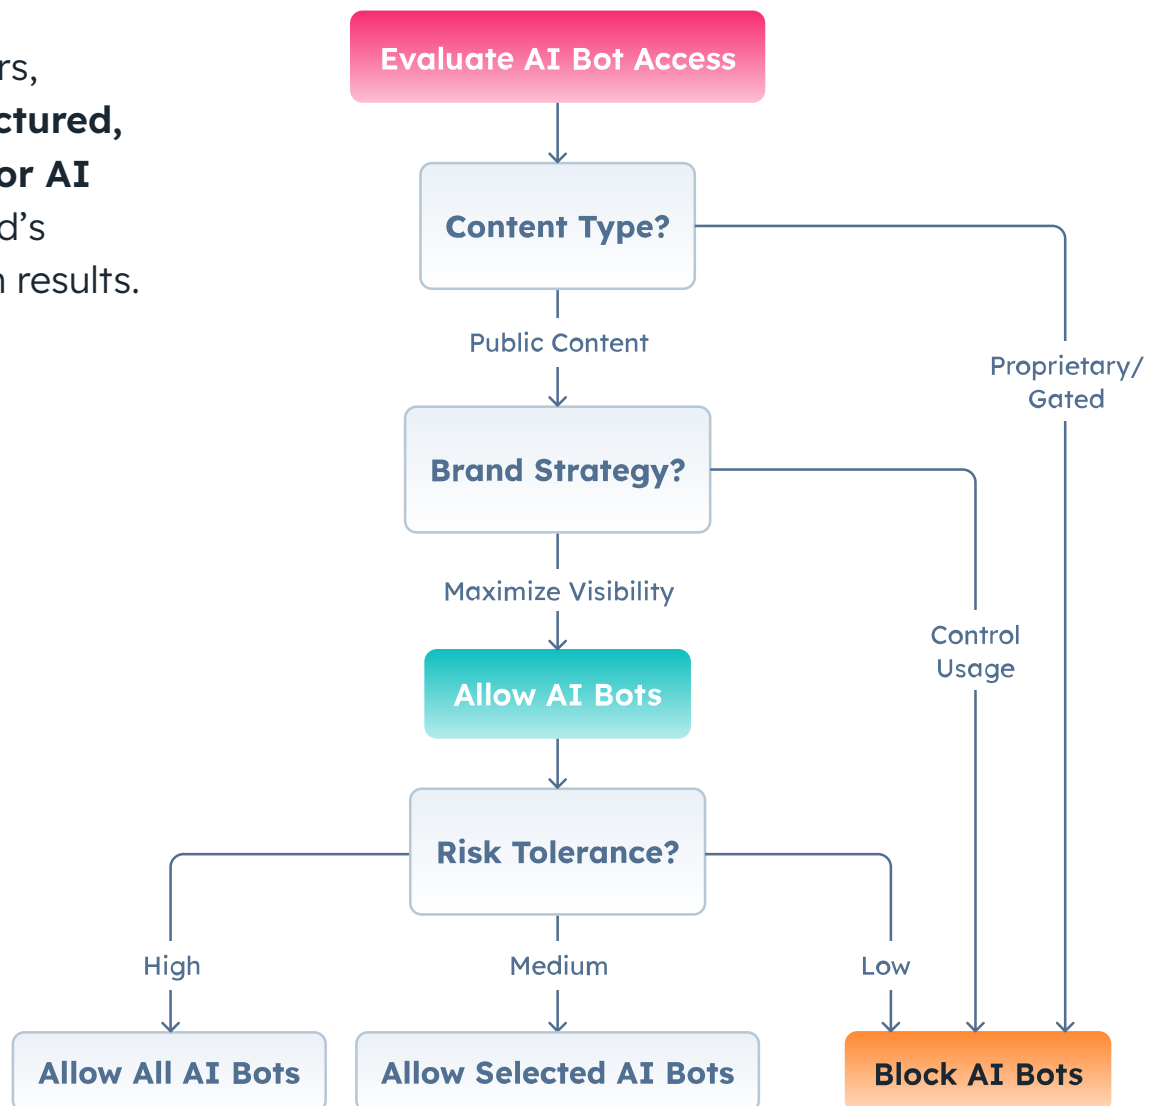 rs,
ctured,
or AI
d’s
n results.
Evaluate AI Bot Access
Content Type?
Public Content
Proprietary/
Gated
Brand Strategy?
Maximize Visibility
Control
Usage
Allow AI Bots
Risk Tolerance?
High
Medium
Low
Allow All AI Bots
Allow Selected AI Bots
Block AI Bots